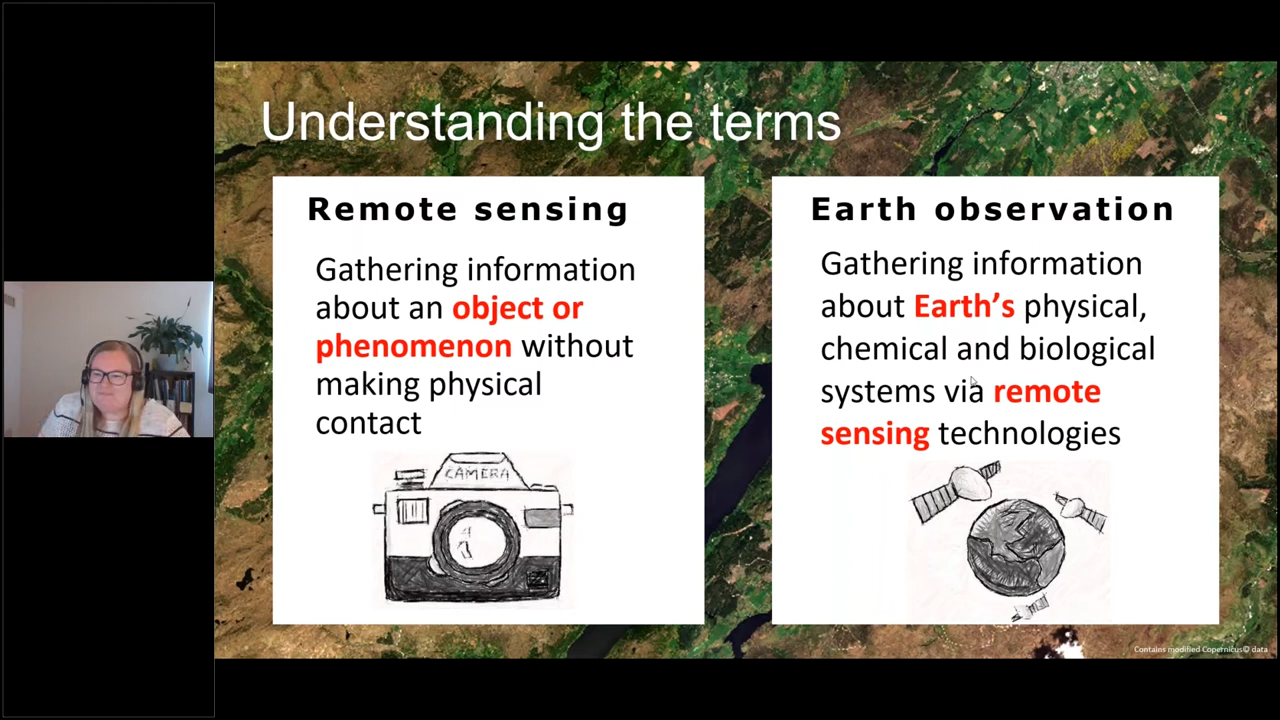 Understanding the terms
Remote sensing
Gathering information
about an object or
phenomenon without
making physical
contact
CAMERA
Earth observation
Gathering information
about Earth’s physical,
chemical and biological
systems via remote
sensing technologies
Contains modified Copernicus© data